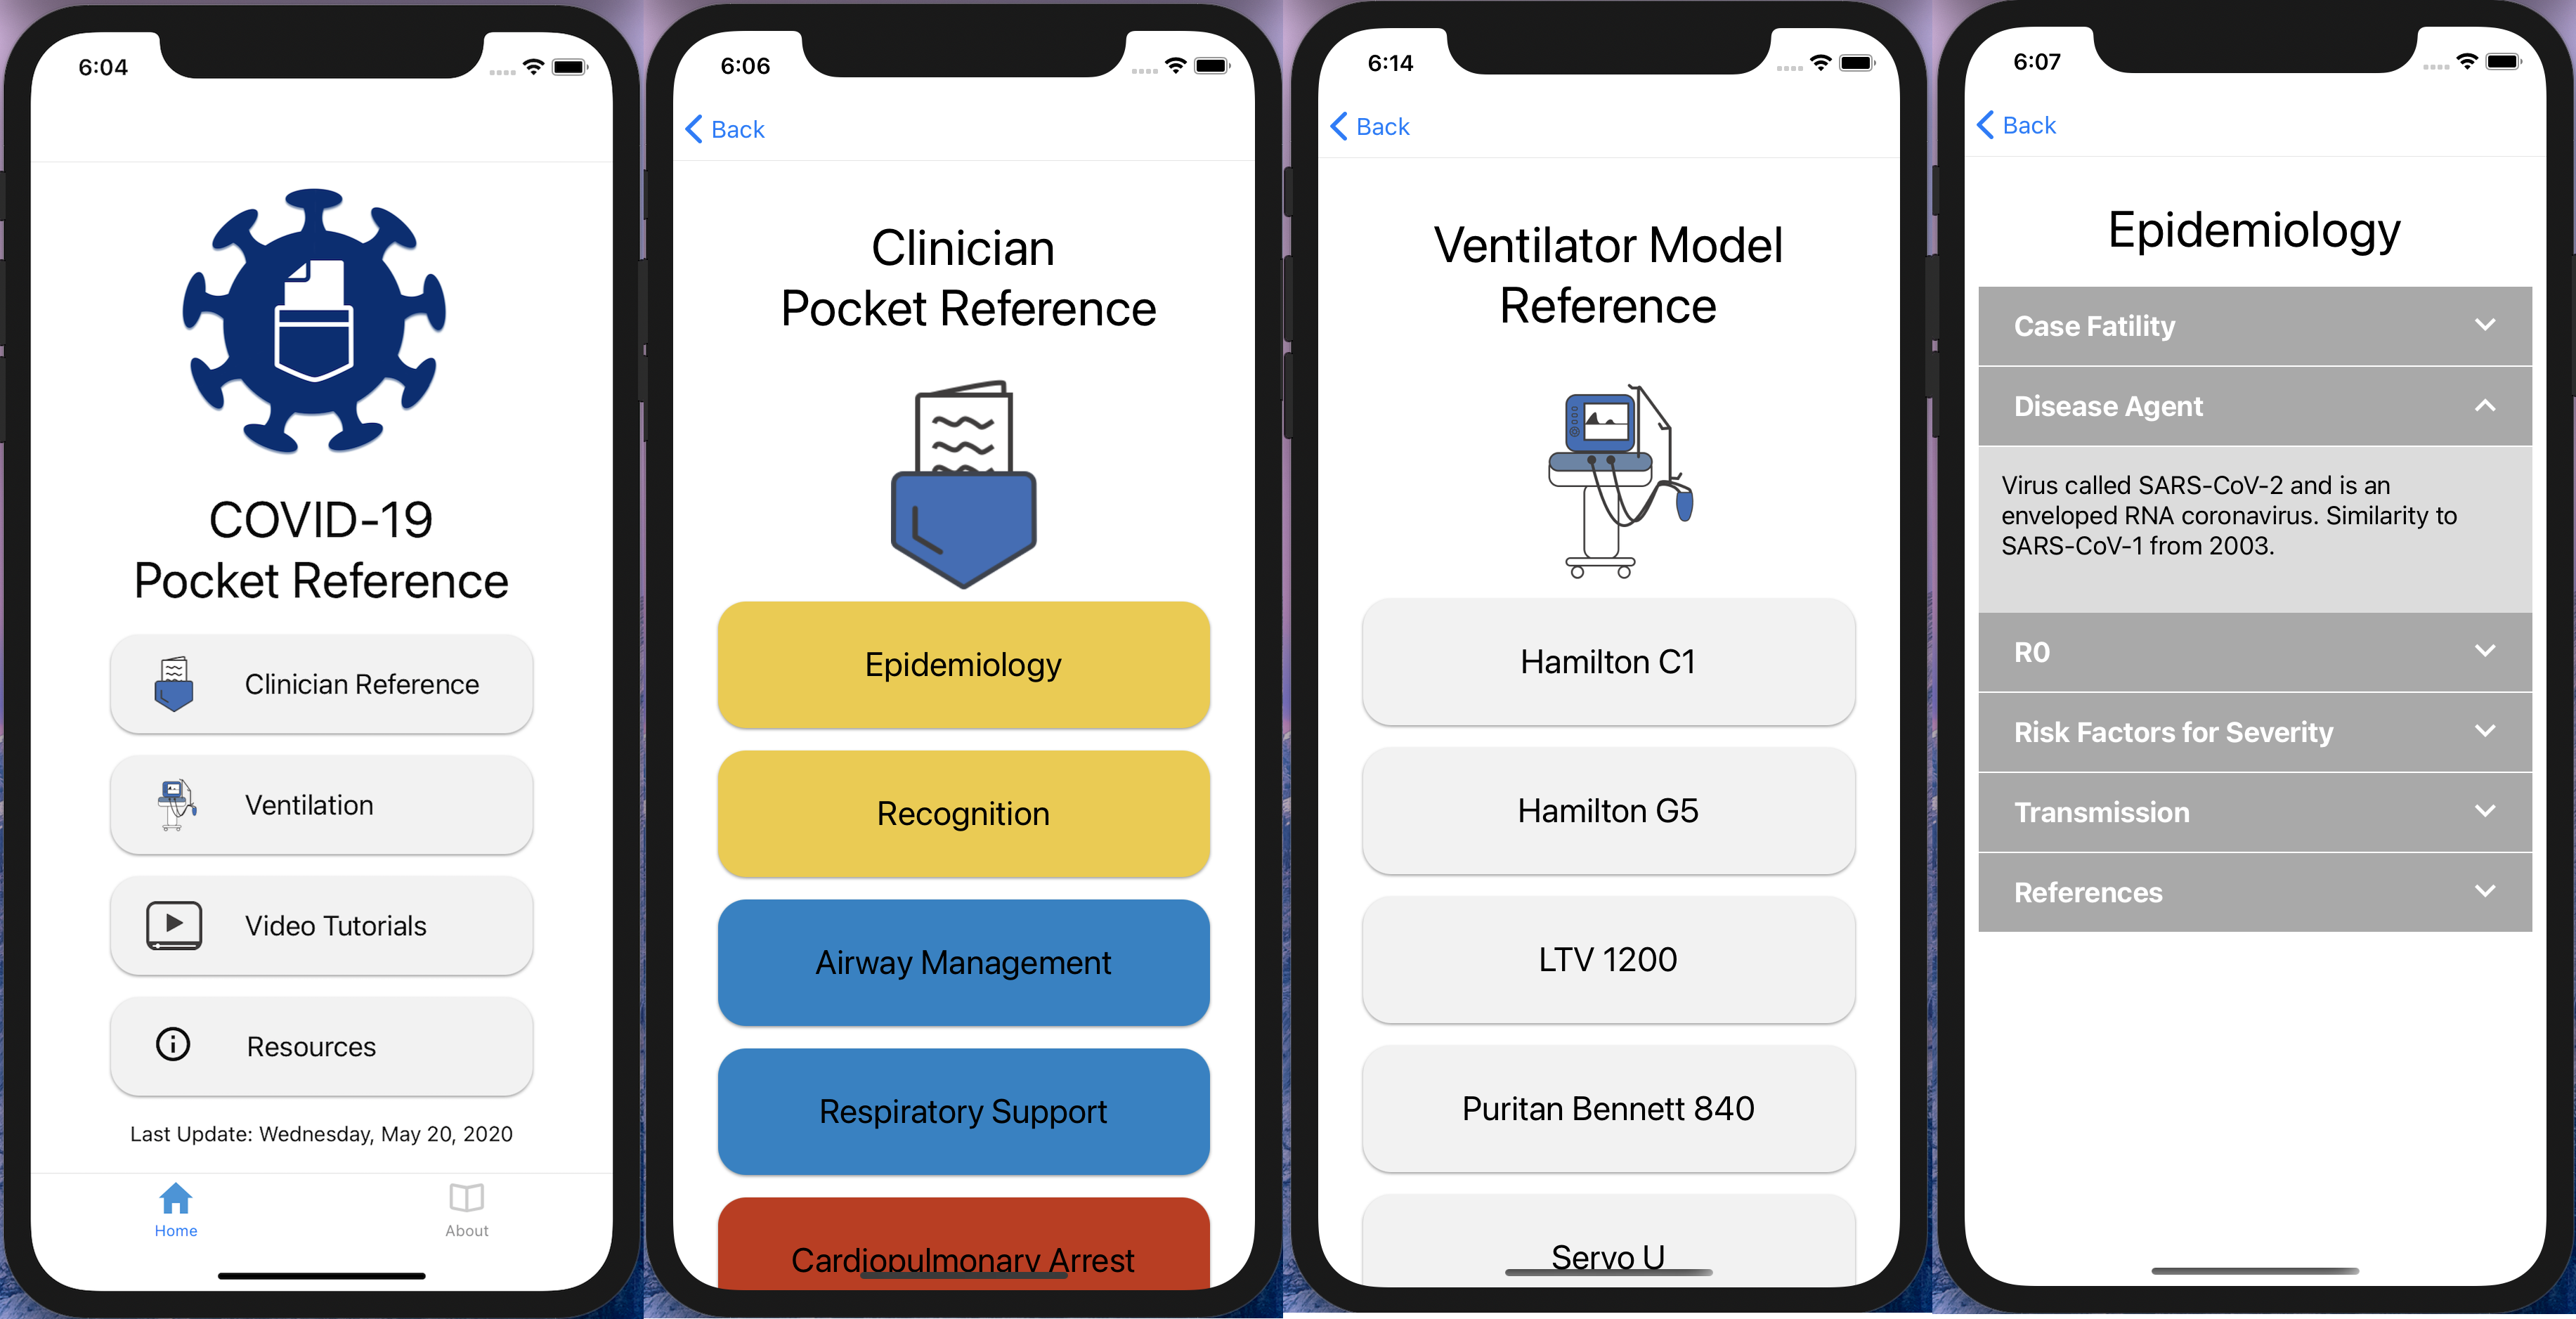 6:04
COVID-19
Pocket Reference
Clinician Reference
Ventilation
Video Tutorials
Resources
Last Update: Wednesday, May 20, 2020
Home
About
6:06
Back
Clinician
Pocket Reference
Epidemiology
Recognition
Airway Management
Respiratory Support
Cardiopulmonary Arrest
6:14
Back
Ventilator Model
Reference
Hamilton C1
Hamilton G5
LTV 1200
Puritan Bennett 840
Servo U
6:07
Back
Epidemiology
Case Fatility
Disease Agent
Virus called SARS-CoV-2 and is an
enveloped RNA coronavirus. Similarity to
SARS-CoV-1 from 2003.
R0
Risk Factors for Severity
Transmission
References